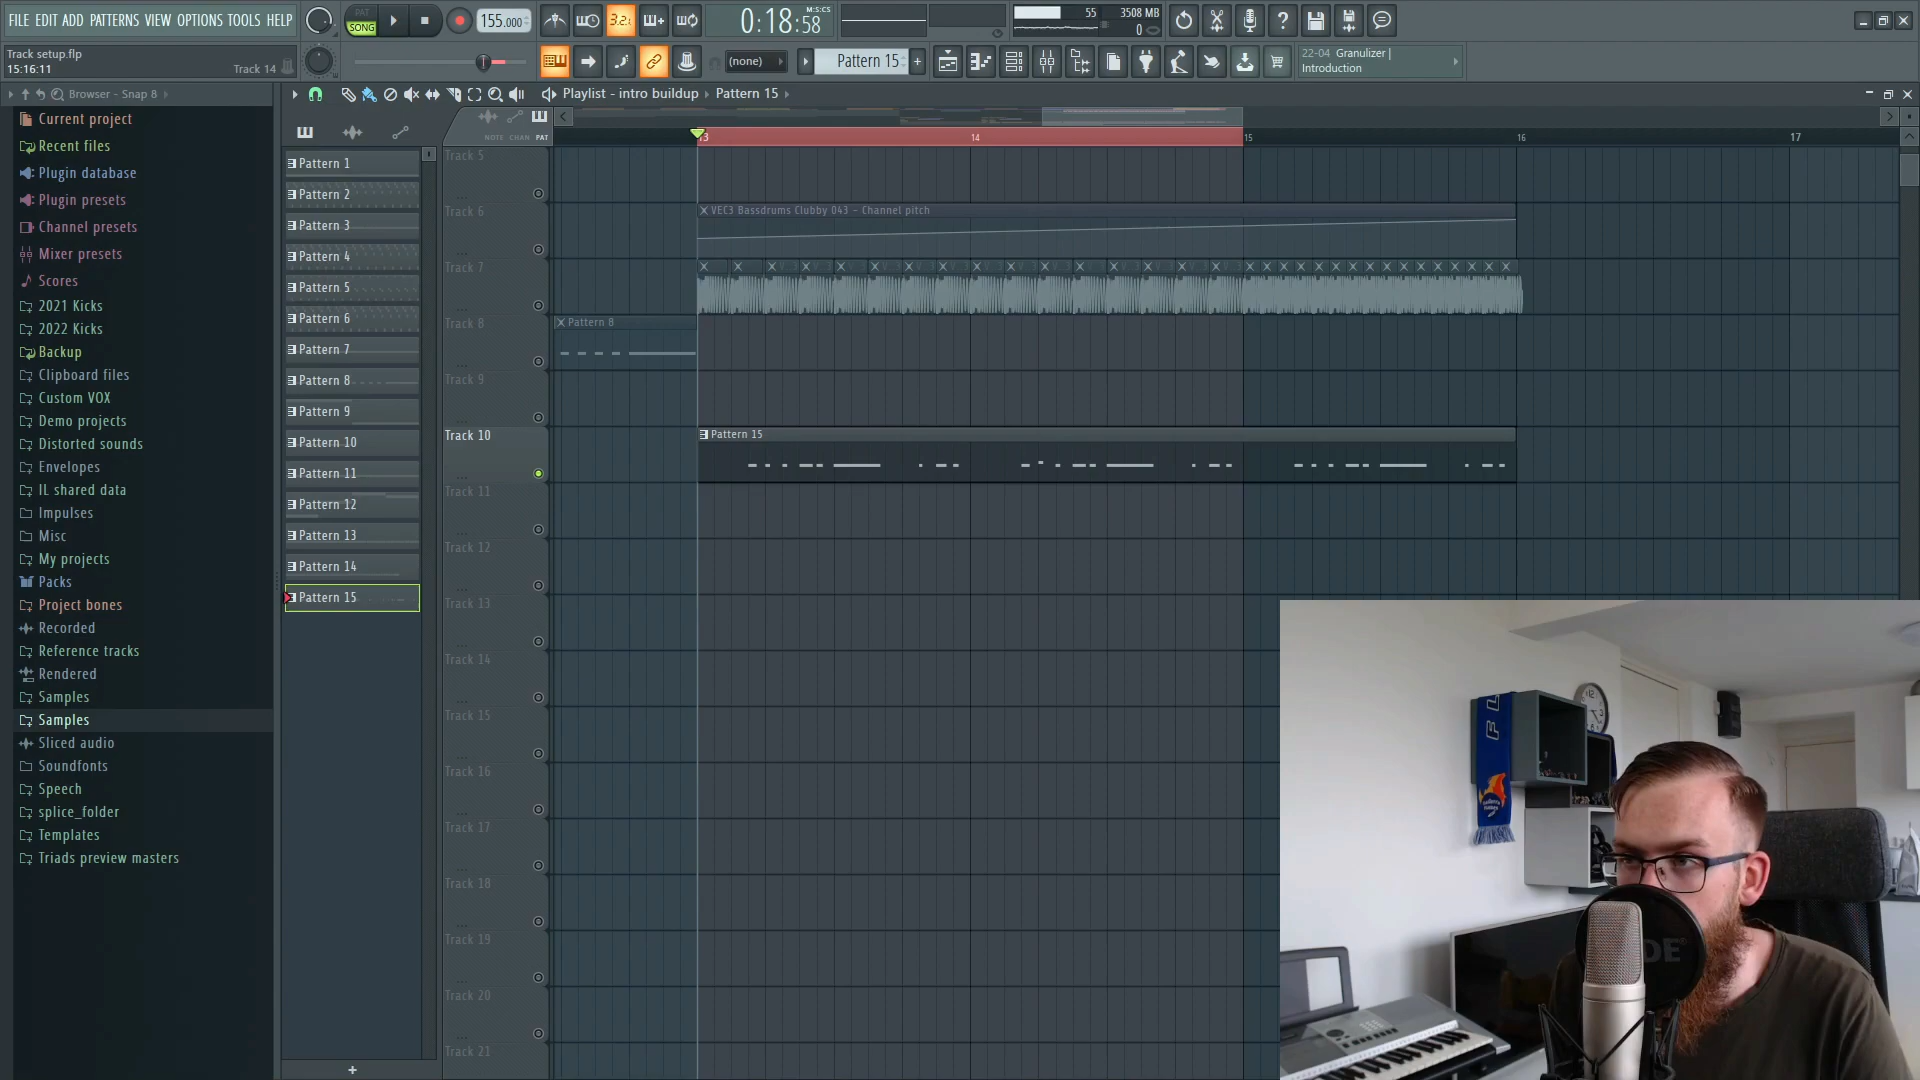 FILE EDIT ADD PATTERNS VIEW OPTIONS TOOLS HELP
PAT
SONG
155.000
3.2.
0:18:58
M:S:CS
55
3508 MB
0
Track setup.flp
15:16:11
Track 14
(none)
Pattern 15
22-04 Granulizer |
Introduction
Browser - Snap 8
Playlist - intro buildup
Pattern 15
NOTE CHAN PAT
13
14
15
16
17
Current project
Recent files
Plugin database
Plugin presets
Channel presets
Mixer presets
Scores
2021 Kicks
2022 Kicks
Backup
Clipboard files
Custom VOX
Demo projects
Distorted sounds
Envelopes
IL shared data
Impulses
Misc
My projects
Packs
Project bones
Recorded
Reference tracks
Rendered
Samples
Samples
Sliced audio
Soundfonts
Speech
splice_folder
Templates
Triads preview masters
Pattern 1
Pattern 2
Pattern 3
Pattern 4
Pattern 5
Pattern 6
Pattern 7
Pattern 8
Pattern 9
Pattern 10
Pattern 11
Pattern 12
Pattern 13
Pattern 14
Pattern 15
Track 5
Track 6
VEC3 Bassdrums Clubby 043 - Channel pitch
Track 7
Track 8
Pattern 8
Track 9
Track 10
Pattern 15
Track 11
Track 12
Track 13
Track 14
Track 15
Track 16
Track 17
Track 18
Track 19
Track 20
Track 21